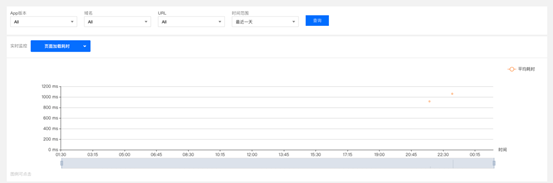 App版本 域名 URL 时间范围
All All All 最近一天 查询
实时监控 页面加载耗时
平均耗时
1200 ms
1000 ms
800 ms
600 ms
400 ms
200 ms
0 ms
01:30 03:15 05:00 06:45 08:30 10:15 12:00 13:45 15:30 17:15 19:00 20:45 22:30 00:15 时间